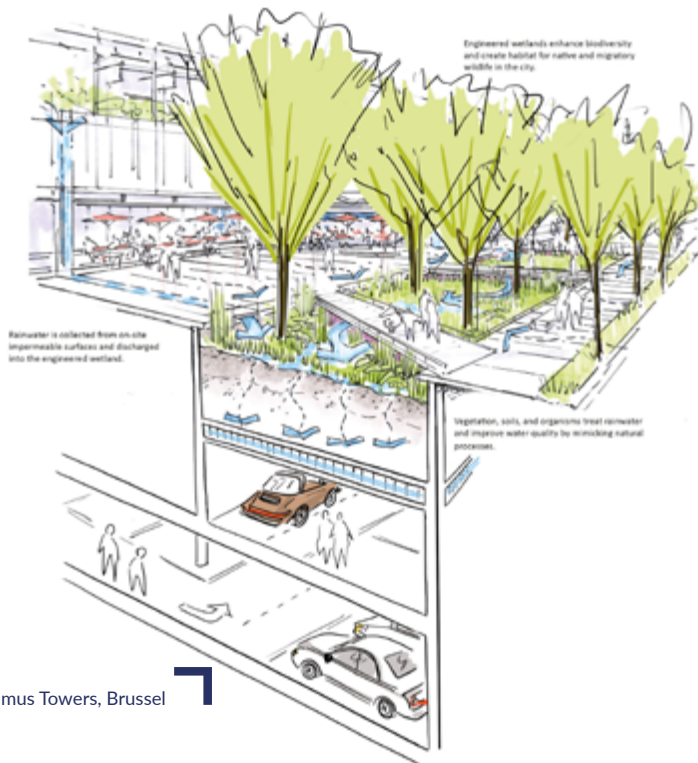 Engineered wetlands enhance biodiversity
and create habitat for native and migratory
wildlife in the city.
Rainwater is collected from on-site
impermeable surfaces and discharged
into the engineered wetland.
Vegetation, soils, and organisms treat rainwater
and improve water quality by mimicking natural
processes.
mus Towers, Brussel